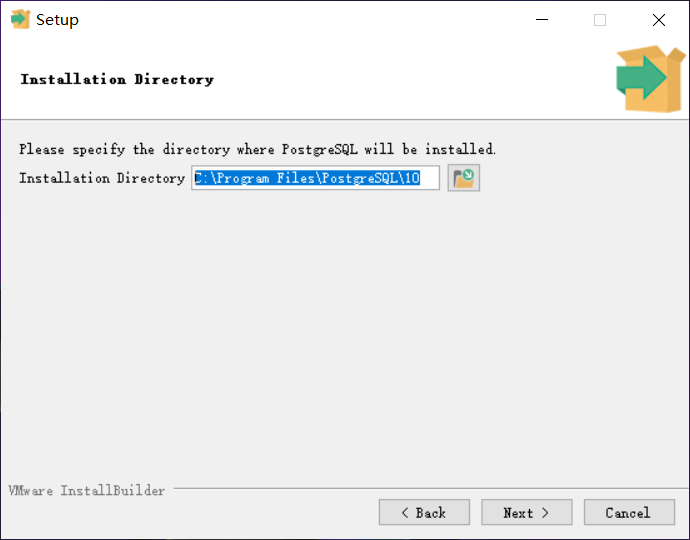 Setup
Installation Directory
Please specify the directory where PostgreSQL will be installed.
Installation Directory C:\Program Files\PostgreSQL\10
VMware InstallBuilder
< Back Next > Cancel